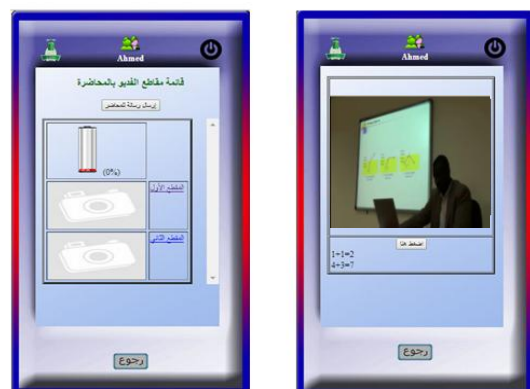 Ahmed
قائمة مقاطع الفديو بالمحاضرة
إرسال رسالة للمحاضر
(0%)
المقطع الأول
المقطع الثاني
رجوع
Ahmed
اضغط هنا
1+1=2
4+3=7
رجوع